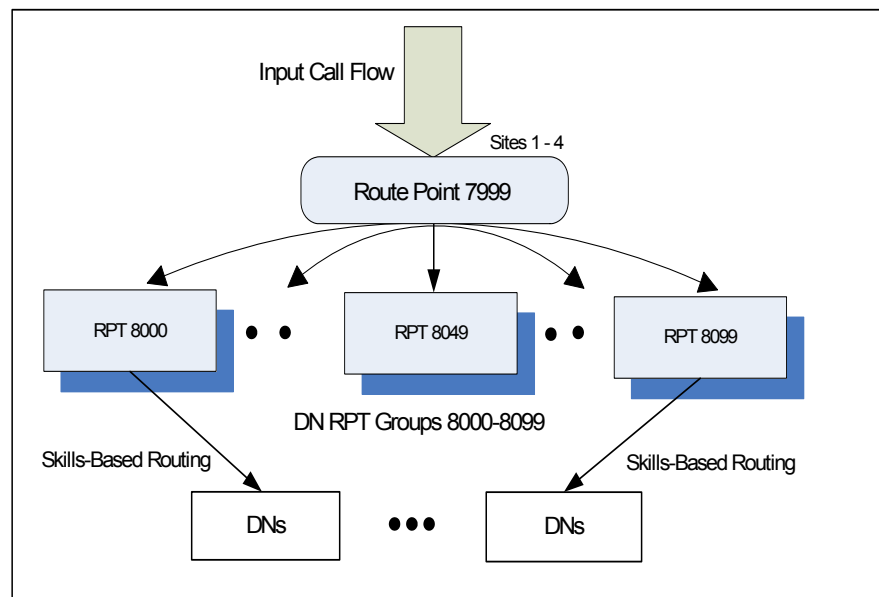 Input Call Flow
Sites 1 - 4
Route Point 7999
RPT 8000
RPT 8049
RPT 8099
DN RPT Groups 8000-8099
Skills-Based Routing
Skills-Based Routing
DNs
DNs